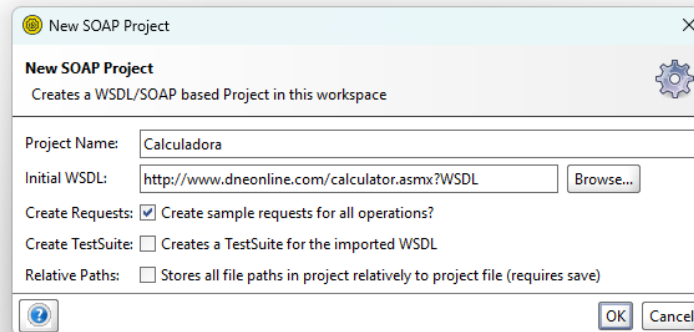 New SOAP Project
New SOAP Project
Creates a WSDL/SOAP based Project in this workspace
Project Name: Calculadora
Initial WSDL: http://www.dneonline.com/calculator.asmx?WSDL Browse...
Create Requests: Create sample requests for all operations?
Create TestSuite: Creates a TestSuite for the imported WSDL
Relative Paths: Stores all file paths in project relatively to project file (requires save)
? OK Cancel